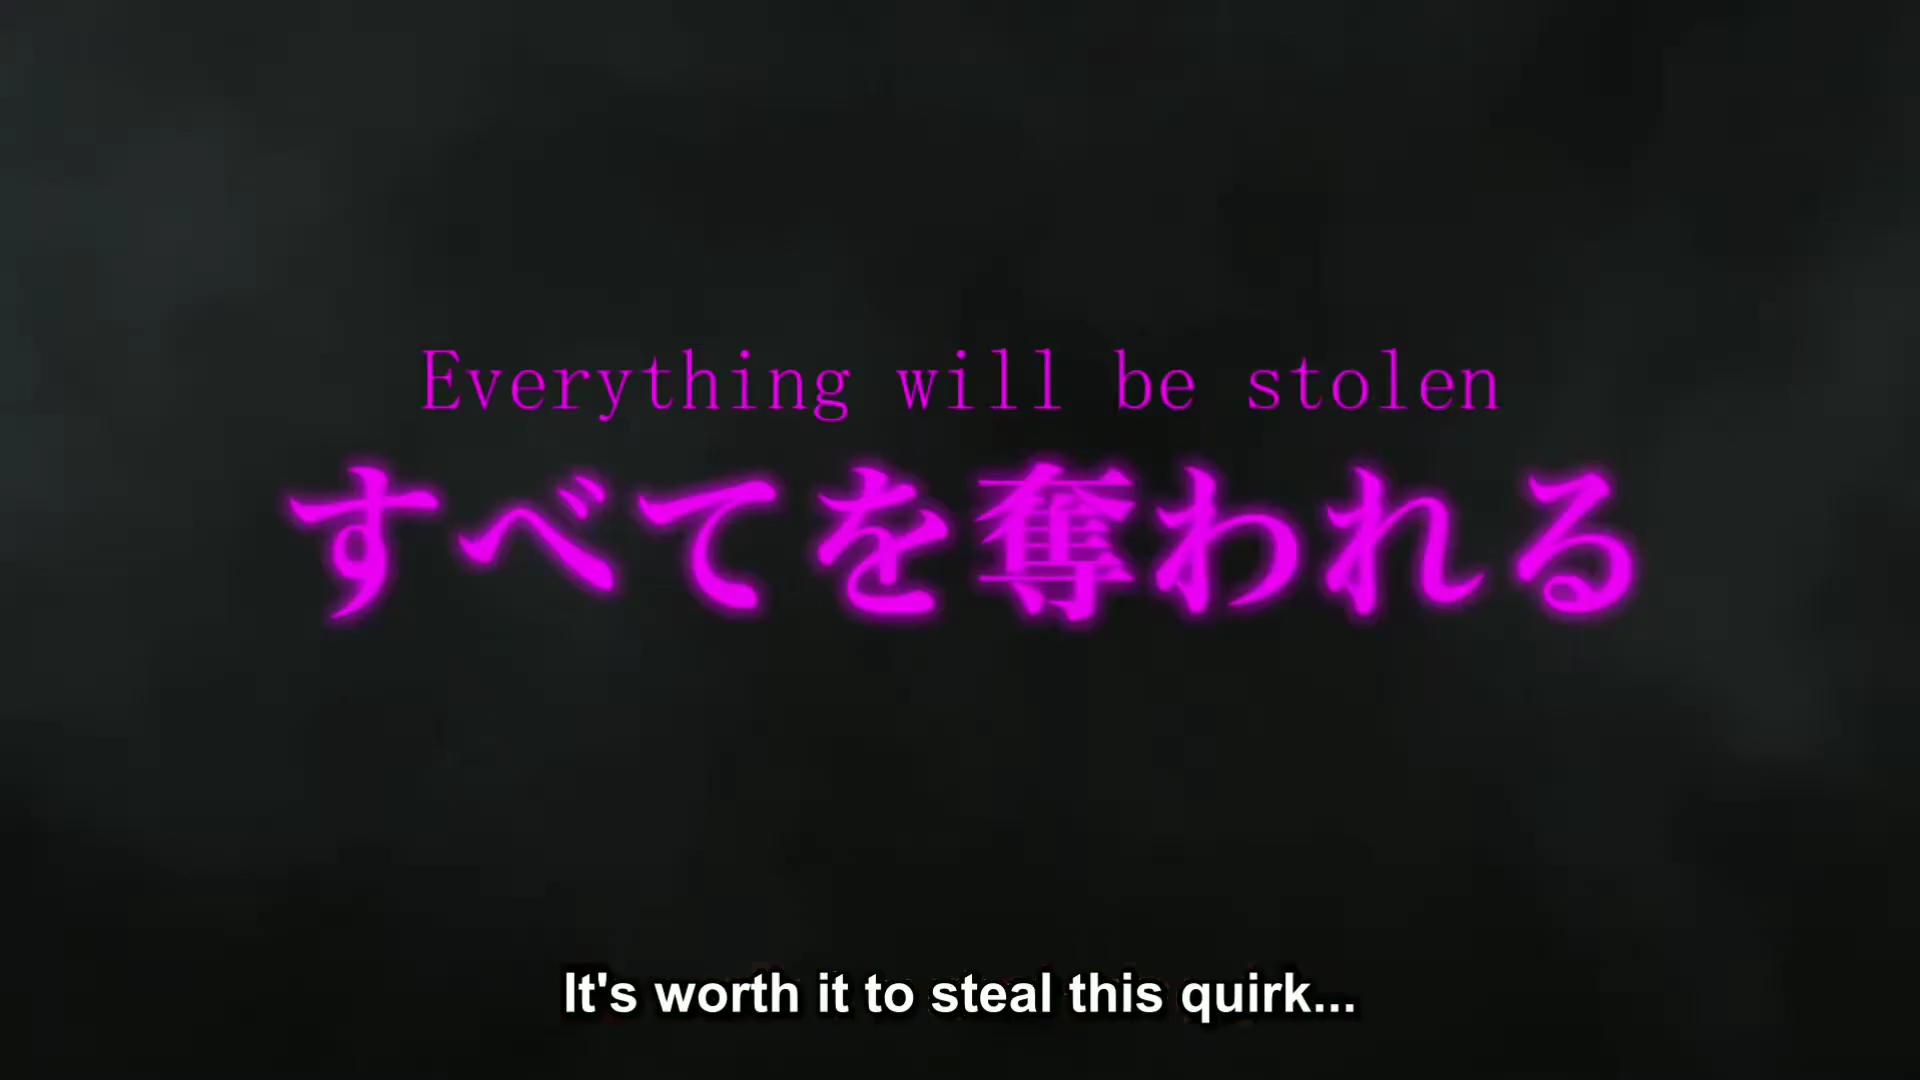 Everything will be stolen
すべてを奪われる
It's worth it to steal this quirk...